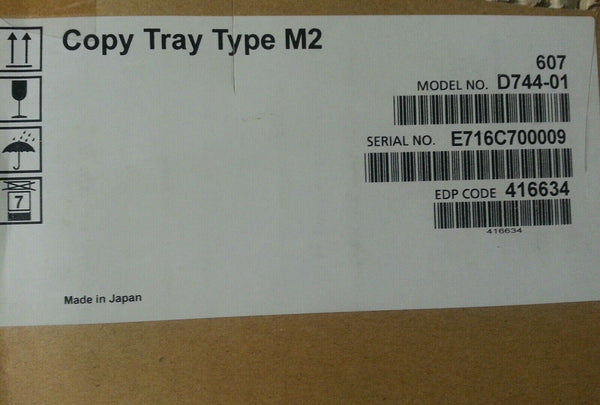 Copy Tray Type M2
607
MODEL NO. D744-01
SERIAL NO. E716C700009
EDP CODE 416634
416634
7
Made in Japan